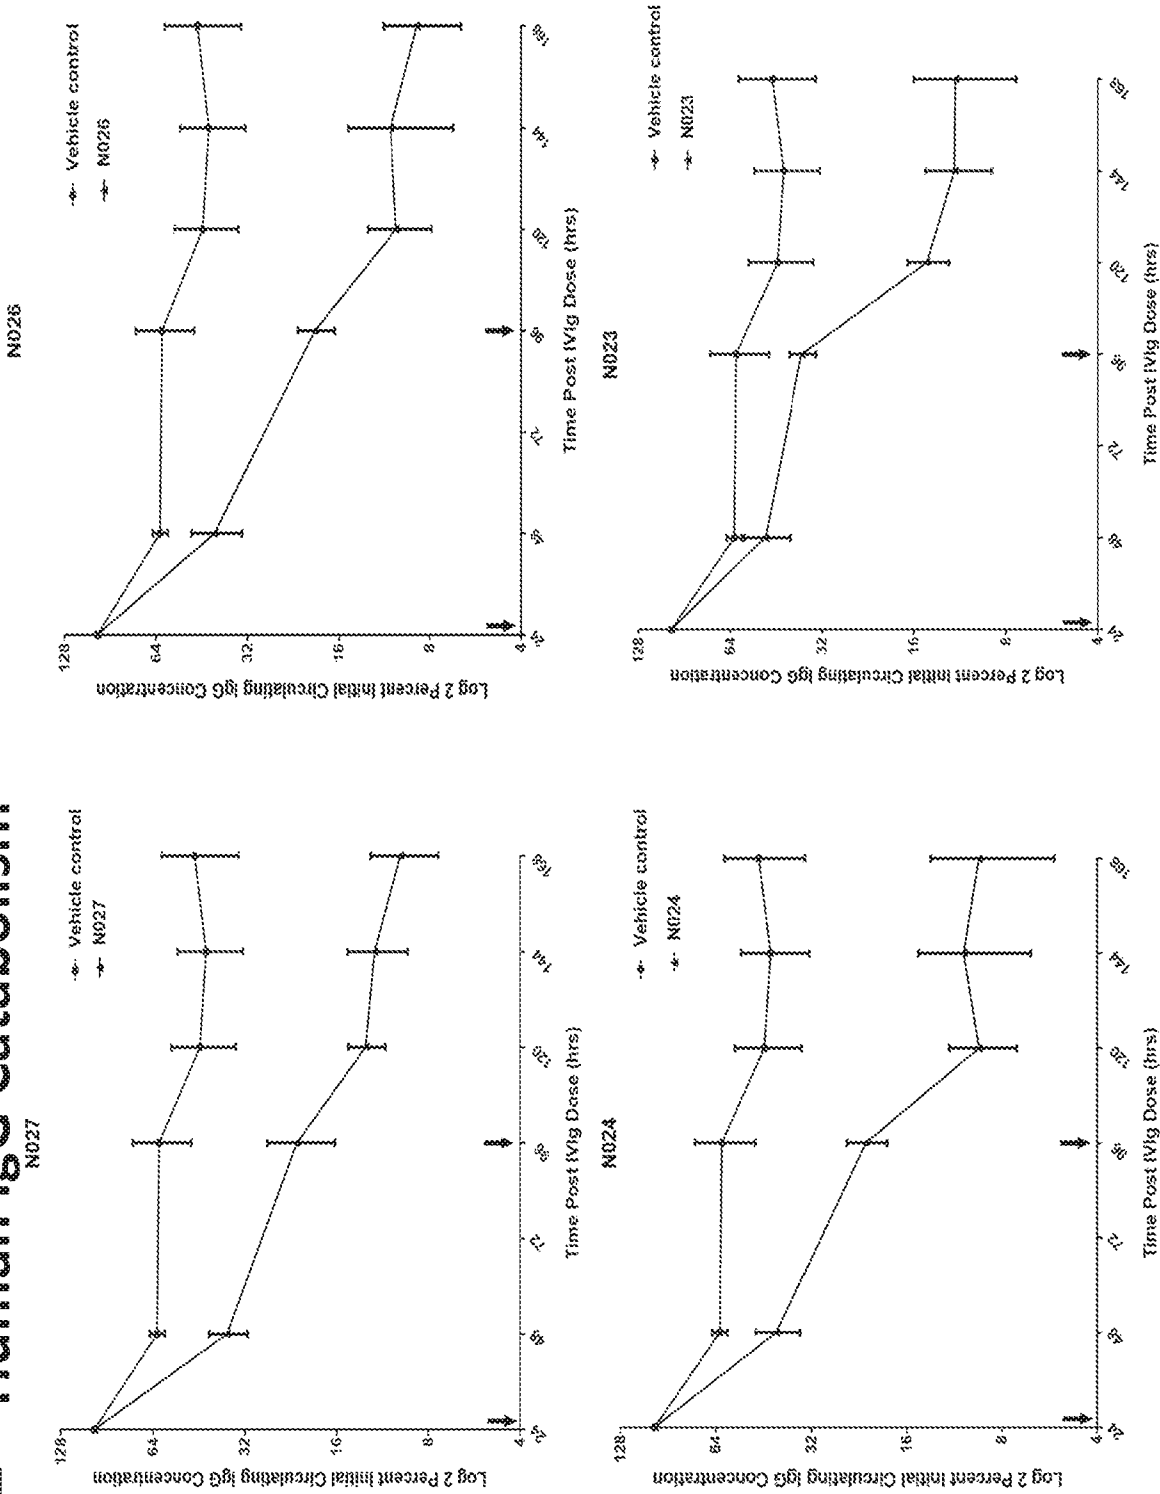 N027
Vehicle control
N027
128
64
32
16
8
4
24
48
72
96
120
144
168
Log 2 Percent Initial Circulating IgG Concentration
Time Post IVIg Dose (hrs)
N026
Vehicle control
N026
128
64
32
16
8
4
24
48
72
96
120
144
168
Log 2 Percent Initial Circulating IgG Concentration
Time Post IVIg Dose (hrs)
N024
Vehicle control
N024
128
64
32
16
8
4
24
48
72
96
120
144
168
Log 2 Percent Initial Circulating IgG Concentration
Time Post IVIg Dose (hrs)
N023
Vehicle control
N023
128
64
32
16
8
4
24
48
72
96
120
144
168
Log 2 Percent Initial Circulating IgG Concentration
Time Post IVIg Dose (hrs)